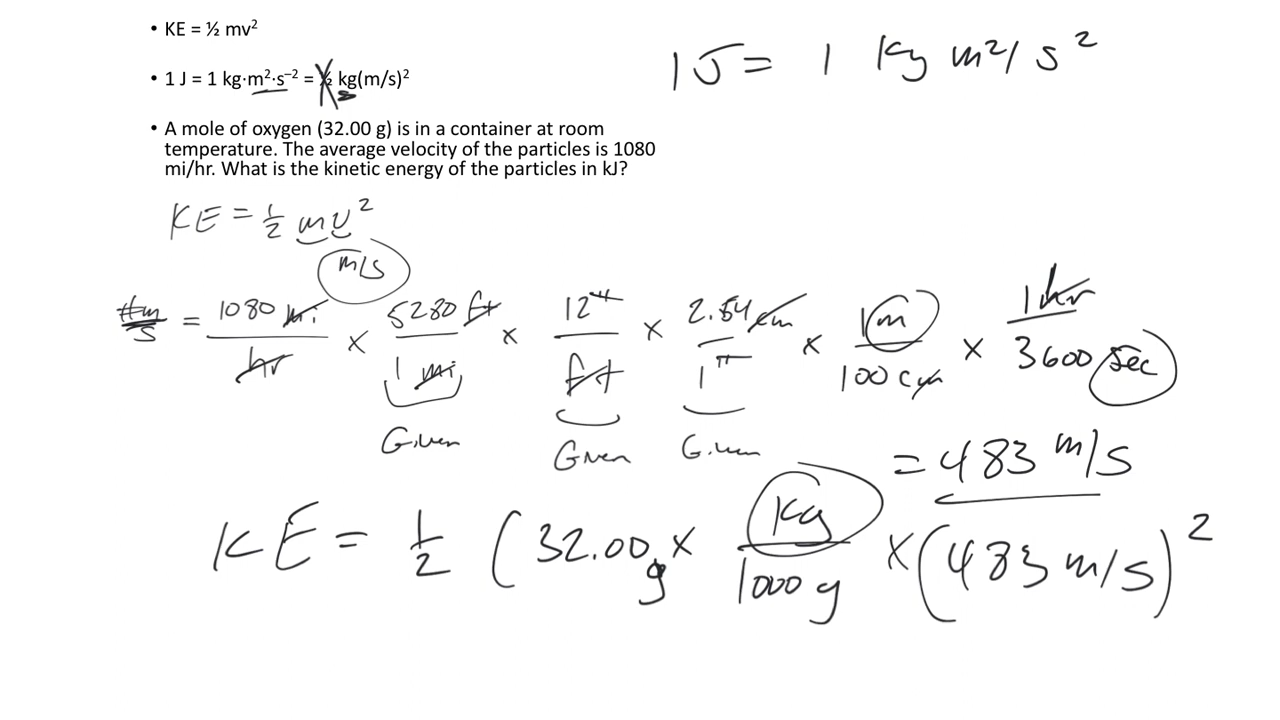 • KE = ½ mv²
• 1 J = 1 kg·m²·s⁻² = ½ kg(m/s)²
• A mole of oxygen (32.00 g) is in a container at room
temperature. The average velocity of the particles is 1080
mi/hr. What is the kinetic energy of the particles in kJ?
1 J = 1 kg m²/s²
KE = ½ mv²
m/s
#m/s = 1080 mi/hr × 5280 ft/1 mi × 12"/ft × 2.54 cm/1" × 1m/100 cm × 1 hr/3600 sec
Given Given Given
= 483 m/s
KE = ½ (32.00 g × kg/1000 g × (483 m/s)²